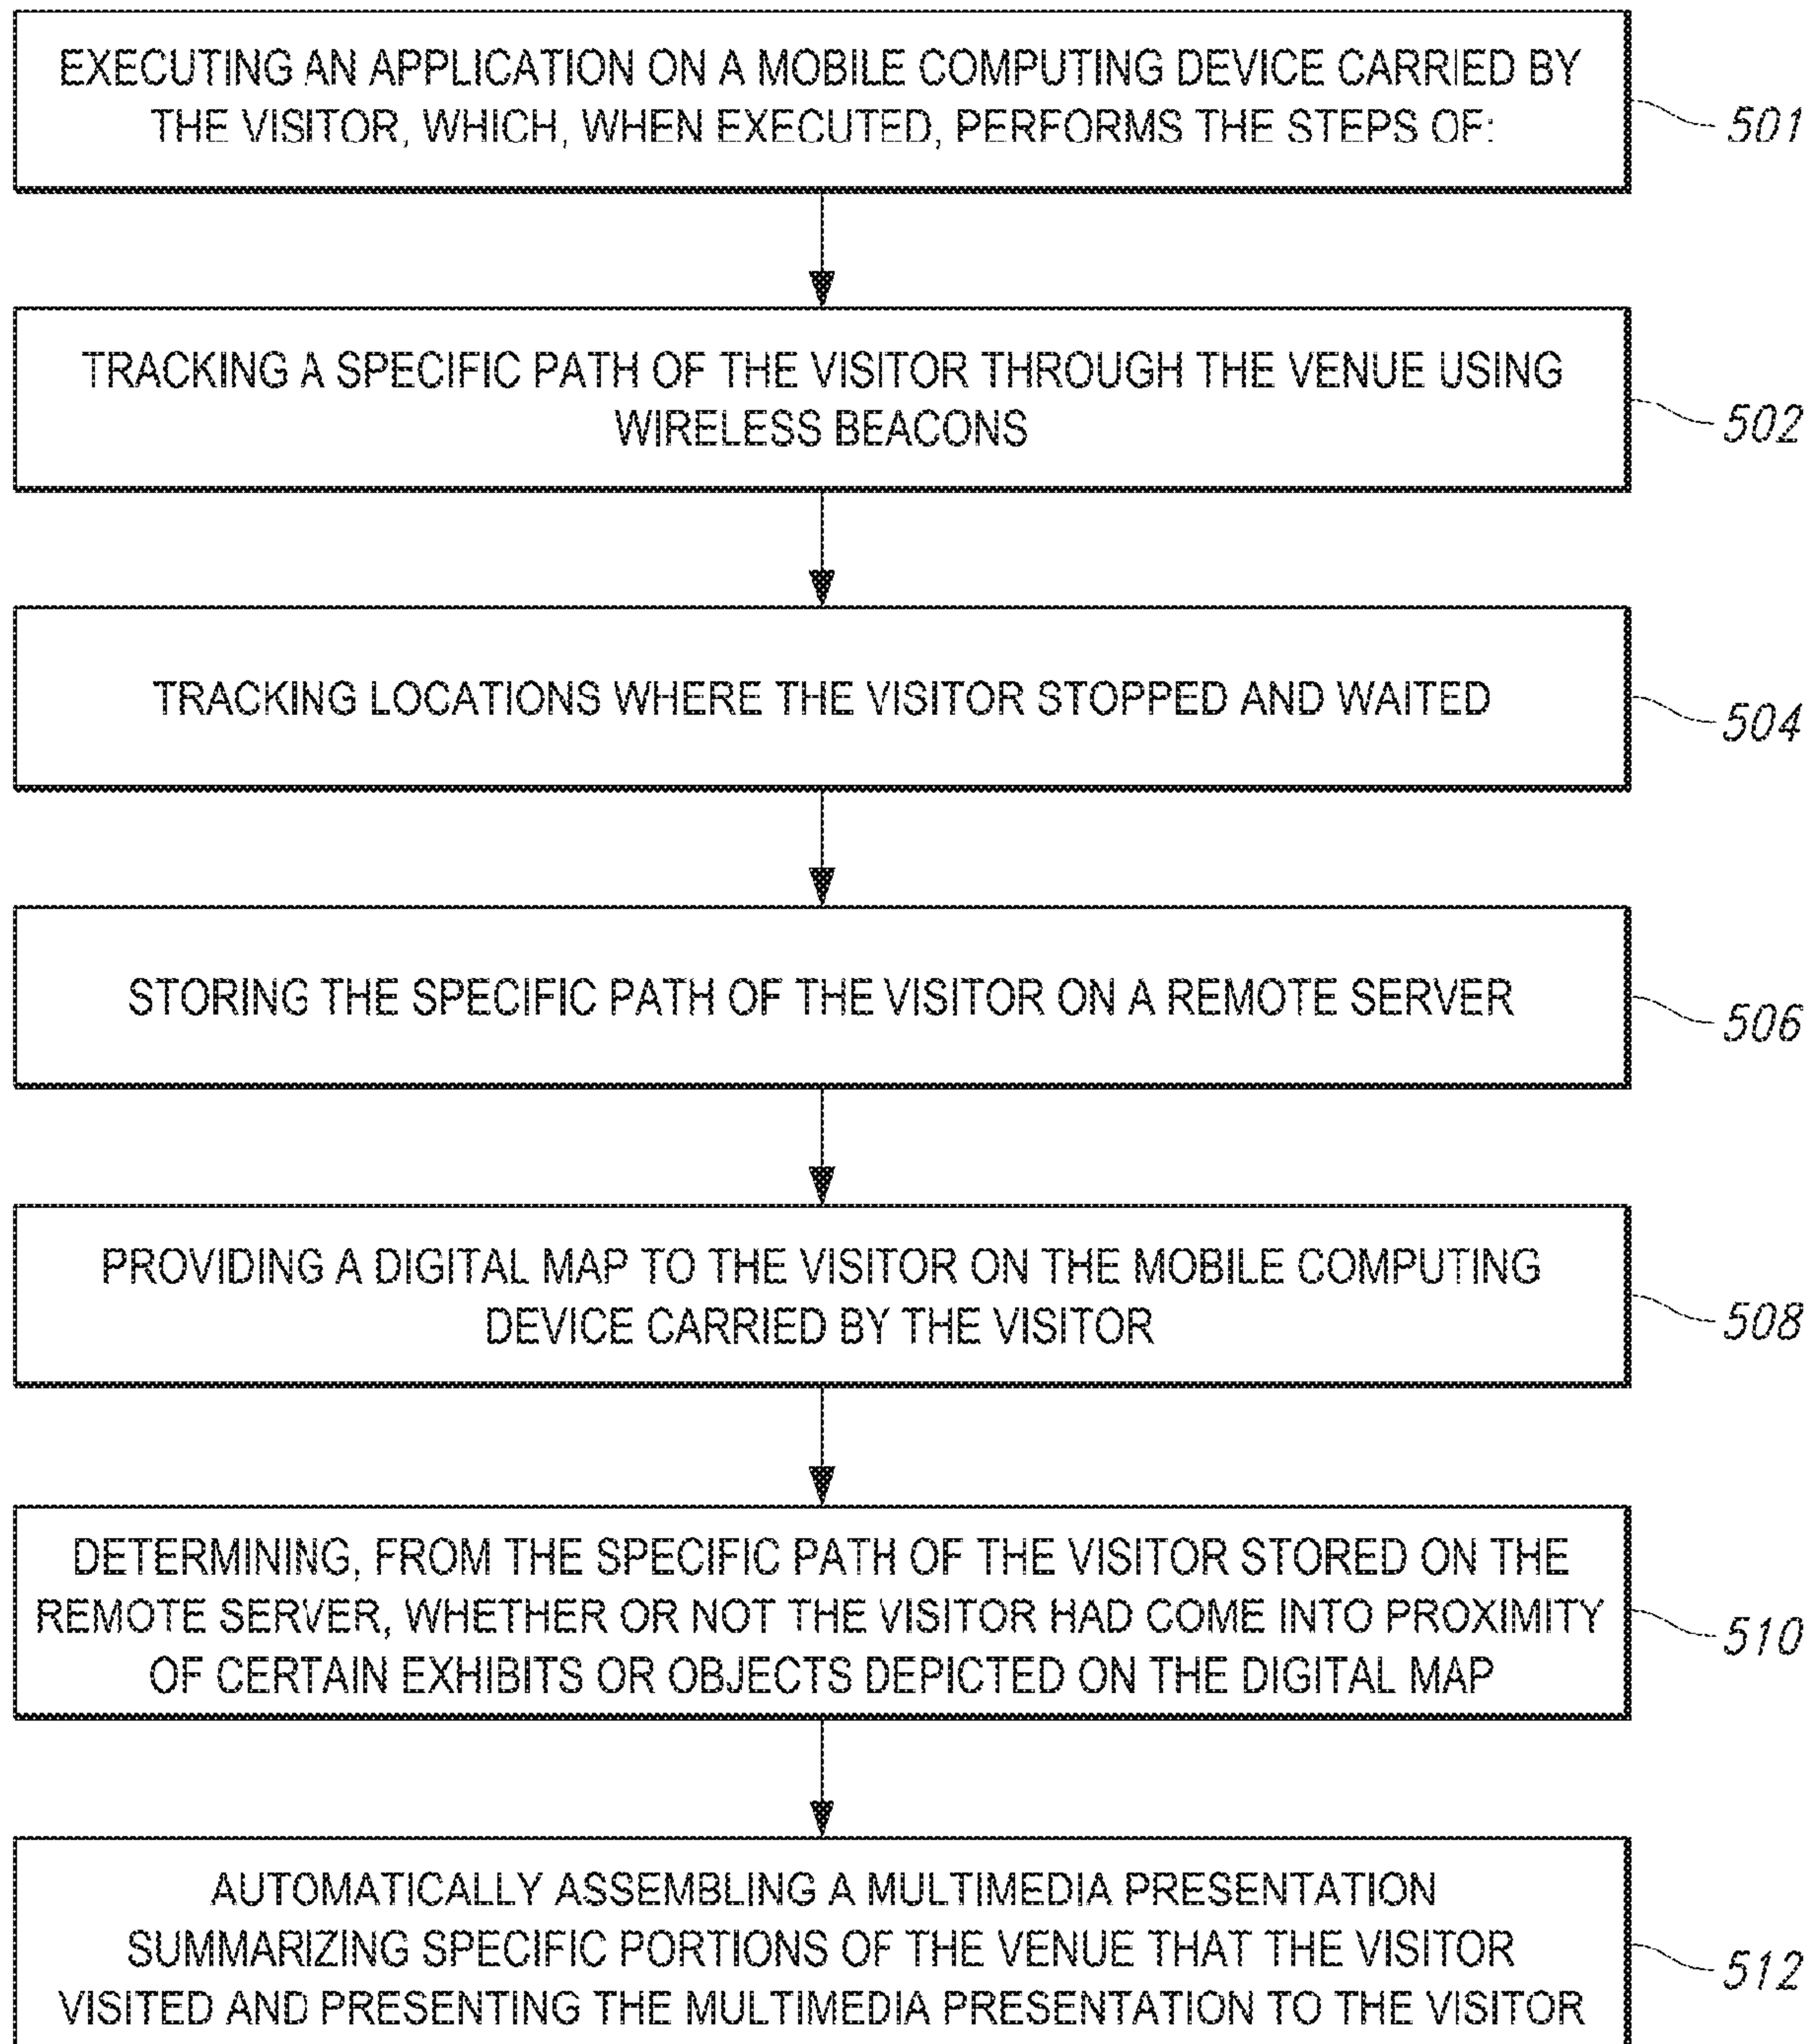 EXECUTING AN APPLICATION ON A MOBILE COMPUTING DEVICE CARRIED BY
THE VISITOR, WHICH, WHEN EXECUTED, PERFORMS THE STEPS OF:
501
TRACKING A SPECIFIC PATH OF THE VISITOR THROUGH THE VENUE USING
WIRELESS BEACONS
502
TRACKING LOCATIONS WHERE THE VISITOR STOPPED AND WAITED
504
STORING THE SPECIFIC PATH OF THE VISITOR ON A REMOTE SERVER
506
PROVIDING A DIGITAL MAP TO THE VISITOR ON THE MOBILE COMPUTING
DEVICE CARRIED BY THE VISITOR
508
DETERMINING, FROM THE SPECIFIC PATH OF THE VISITOR STORED ON THE
REMOTE SERVER, WHETHER OR NOT THE VISITOR HAD COME INTO PROXIMITY
OF CERTAIN EXHIBITS OR OBJECTS DEPICTED ON THE DIGITAL MAP
510
AUTOMATICALLY ASSEMBLING A MULTIMEDIA PRESENTATION
SUMMARIZING SPECIFIC PORTIONS OF THE VENUE THAT THE VISITOR
VISITED AND PRESENTING THE MULTIMEDIA PRESENTATION TO THE VISITOR
512